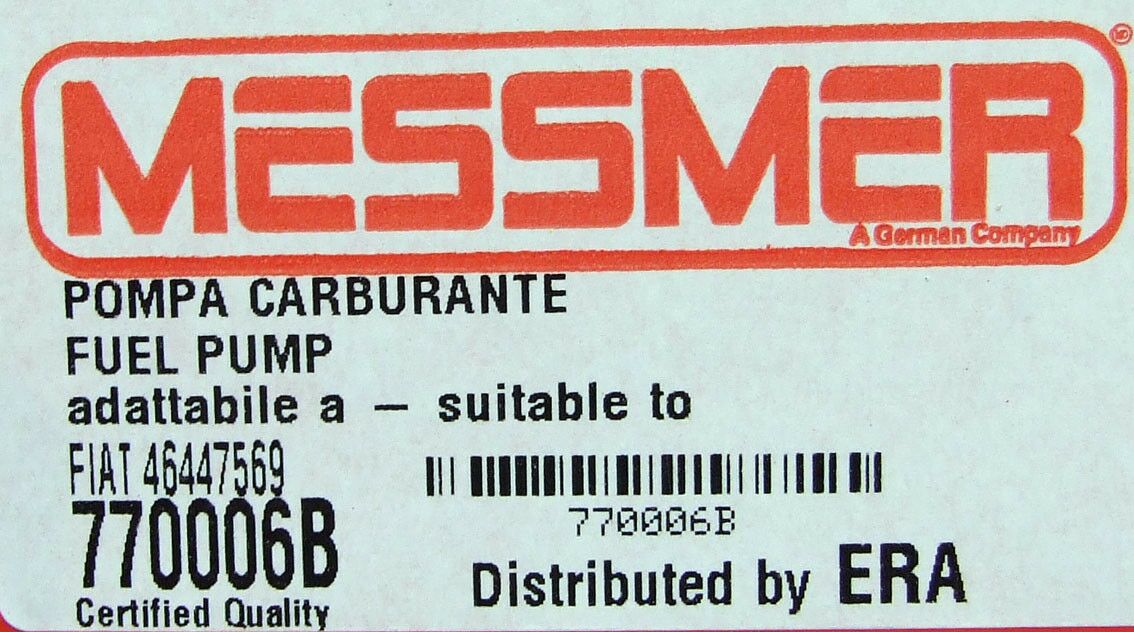 MESSMER
A German Company
POMPA CARBURANTE
FUEL PUMP
adattabile a — suitable to
FIAT 46447569
770006B
770006B
Certified Quality
Distributed by ERA